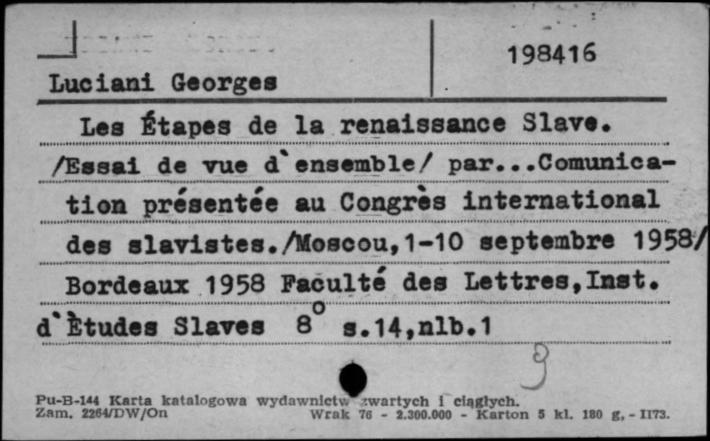 198416
Luciani Georges
Les Étapes de la renaissance Slave.
/Essai de vue d`ensemble/ par...Comunica-
tion présentée au Congrès international
des slavistes./Moscou,1-10 septembre 1958/
Bordeaux 1958 Faculté des Lettres,Inst.
d`Ètudes Slaves 8° s.14,nlb.1
Pu-B-144 Karta katalogowa wydawnictw zwartych i ciągłych.
Zam. 2264/DW/On Wrak 76 - 2.300.000 - Karton 5 kl. 180 g, - II73.